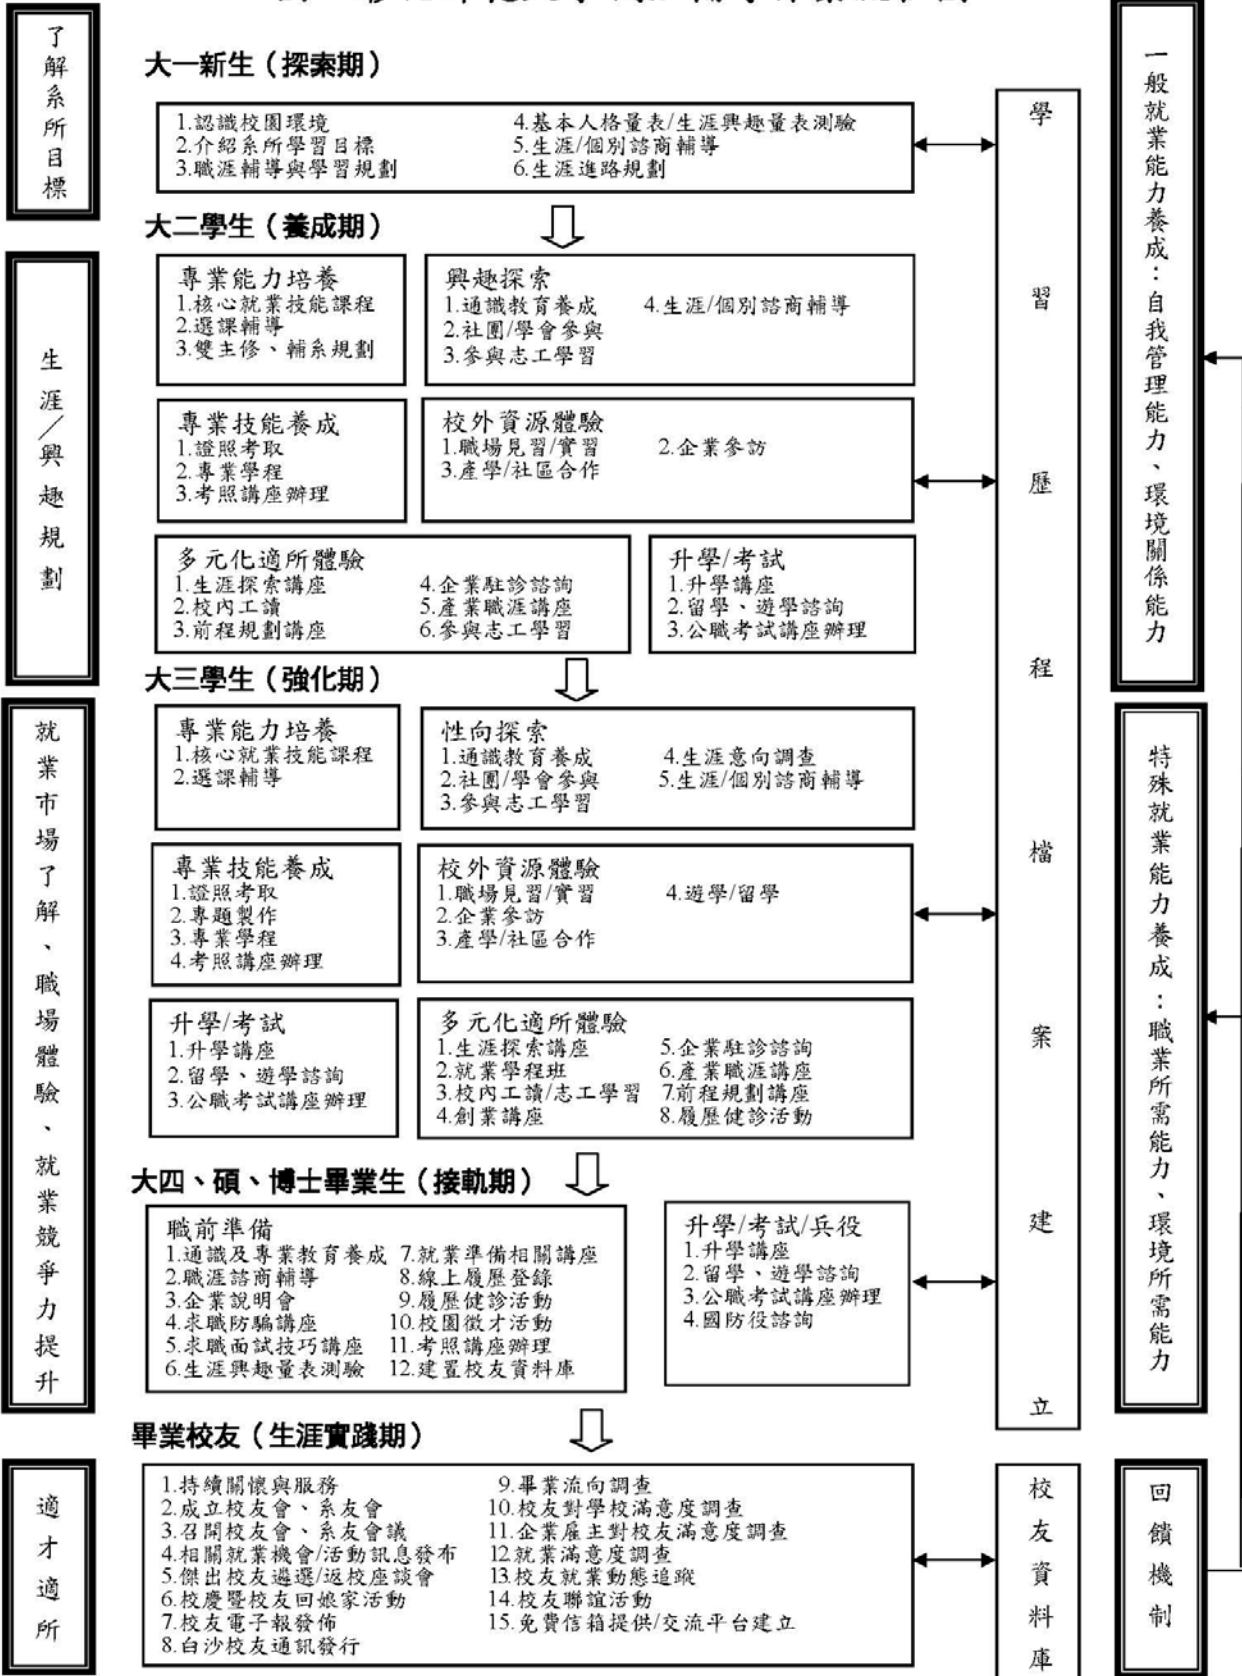 了解系所目標
大一新生（探索期）
1.認識校園環境
2.介紹系所學習目標
3.職涯輔導與學習規劃
4.基本人格量表/生涯興趣量表測驗
5.生涯/個別諮商輔導
6.生涯進路規劃
生涯／興趣規劃
大二學生（養成期）
專業能力培養
1.核心就業技能課程
2.選課輔導
3.雙主修、輔系規劃
興趣探索
1.通識教育養成
2.社團/學會參與
3.參與志工學習
4.生涯/個別諮商輔導
專業技能養成
1.證照考取
2.專業學程
3.考照講座辦理
校外資源體驗
1.職場見習/實習
2.企業參訪
3.產學/社區合作
多元化適所體驗
1.生涯探索講座
2.校內工讀
3.前程規劃講座
4.企業駐診諮詢
5.產業職涯講座
6.參與志工學習
升學/考試
1.升學講座
2.留學、遊學諮詢
3.公職考試講座辦理
就業市場了解、職場體驗、就業競爭力提升
大三學生（強化期）
專業能力培養
1.核心就業技能課程
2.選課輔導
性向探索
1.通識教育養成
2.社團/學會參與
3.參與志工學習
4.生涯意向調查
5.生涯/個別諮商輔導
專業技能養成
1.證照考取
2.專題製作
3.專業學程
4.考照講座辦理
校外資源體驗
1.職場見習/實習
2.企業參訪
3.產學/社區合作
4.遊學/留學
升學/考試
1.升學講座
2.留學、遊學諮詢
3.公職考試講座辦理
多元化適所體驗
1.生涯探索講座
2.就業學程班
3.校內工讀/志工學習
4.創業講座
5.企業駐診諮詢
6.產業職涯講座
7.前程規劃講座
8.履歷健診活動
大四、碩、博士畢業生（接軌期）
職前準備
1.通識及專業教育養成
2.職涯諮商輔導
3.企業說明會
4.求職防騙講座
5.求職面試技巧講座
6.生涯興趣量表測驗
7.就業準備相關講座
8.線上履歷登錄
9.履歷健診活動
10.校園徵才活動
11.考照講座辦理
12.建置校友資料庫
升學/考試/兵役
1.升學講座
2.留學、遊學諮詢
3.公職考試講座辦理
4.國防役諮詢
適才適所
畢業校友（生涯實踐期）
1.持續關懷與服務
2.成立校友會、系友會
3.召開校友會、系友會議
4.相關就業機會/活動訊息發布
5.傑出校友遴選/返校座談會
6.校慶暨校友回娘家活動
7.校友電子報發佈
8.白沙校友通訊發行
9.畢業流向調查
10.校友對學校滿意度調查
11.企業雇主對校友滿意度調查
12.就業滿意度調查
13.校友就業動態追蹤
14.校友聯誼活動
15.免費信箱提供/交流平台建立
學習歷程檔案建立
校友資料庫
一般就業能力養成：自我管理能力、環境關係能力
特殊就業能力養成：職業所需能力、環境所需能力
回饋機制